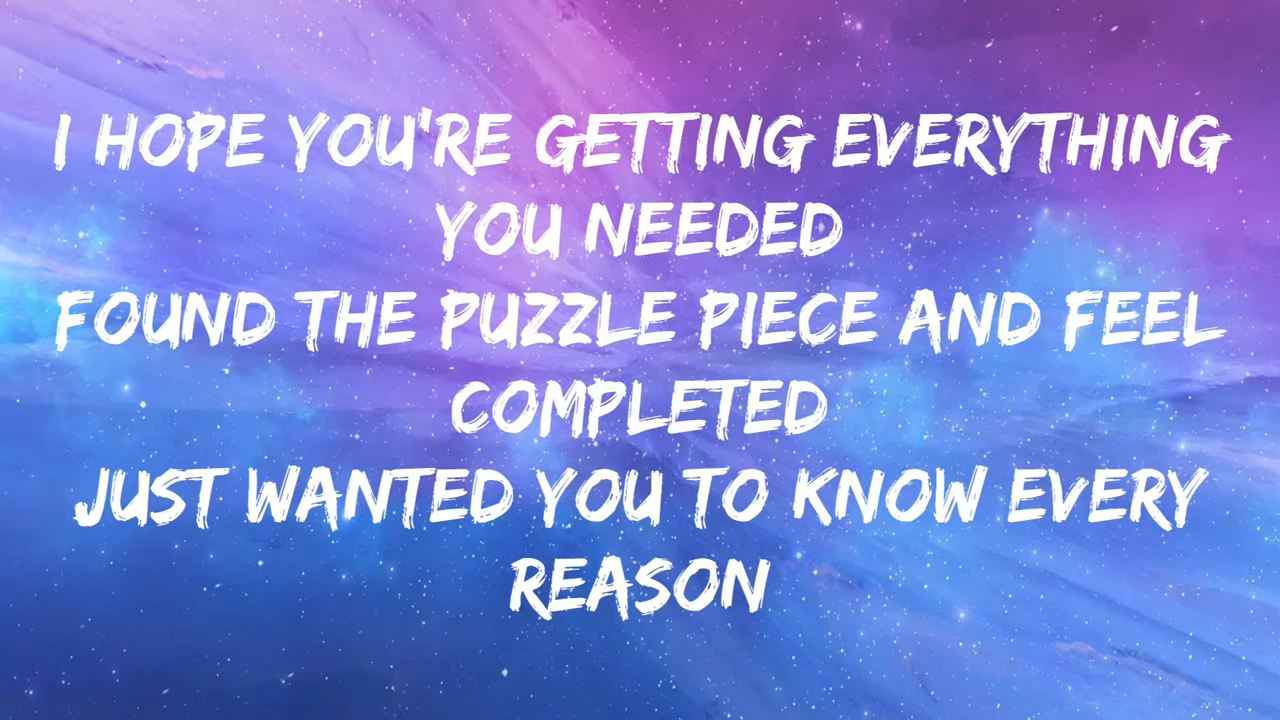 I HOPE YOU'RE GETTING EVERYTHING
YOU NEEDED
FOUND THE PUZZLE PIECE AND FEEL
COMPLETED
JUST WANTED YOU TO KNOW EVERY
REASON